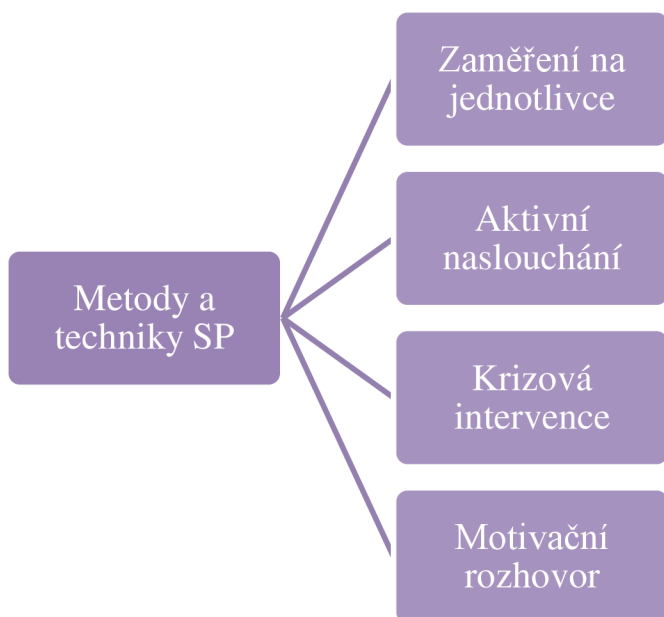 Zaměření na
jednotlivce
Aktivní
naslouchání
Metody a
techniky SP
Krizová
intervence
Motivační
rozhovor